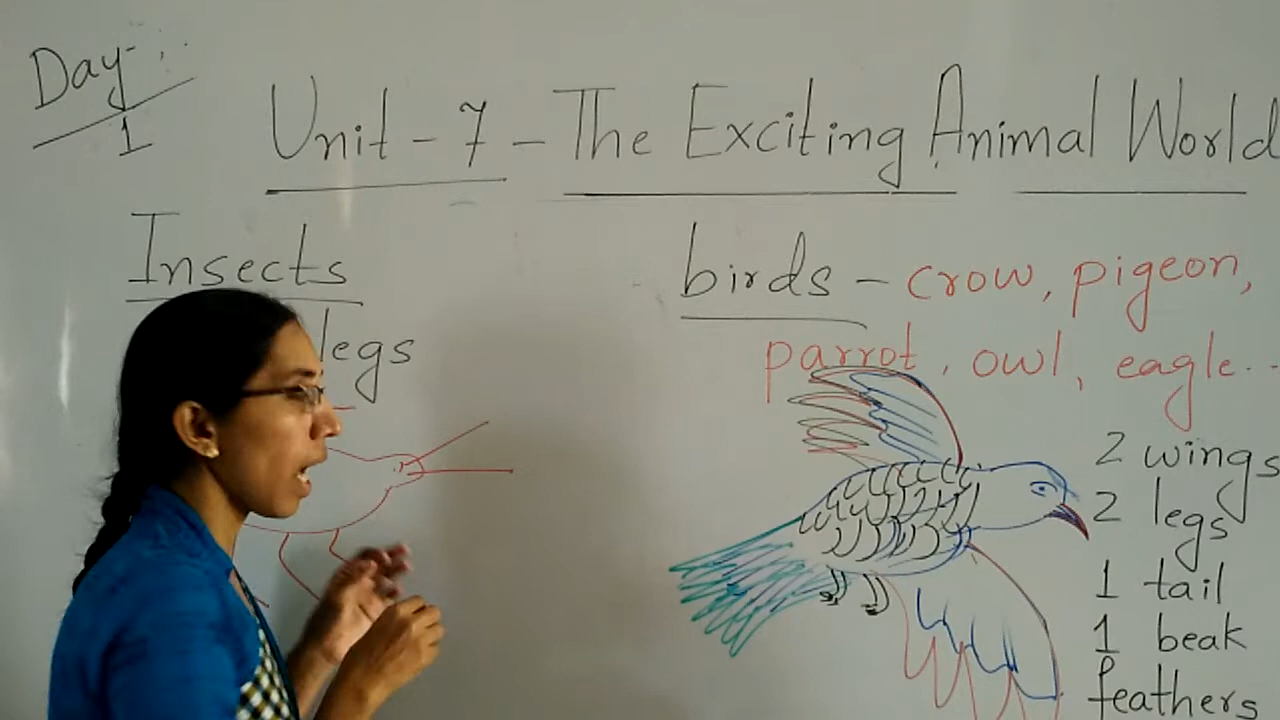 Day-
1
Unit - 7 - The Exciting Animal World
Insects
legs
birds - crow, pigeon,
parrot, owl, eagle...
2 wings
2 legs
1 tail
1 beak
feathers